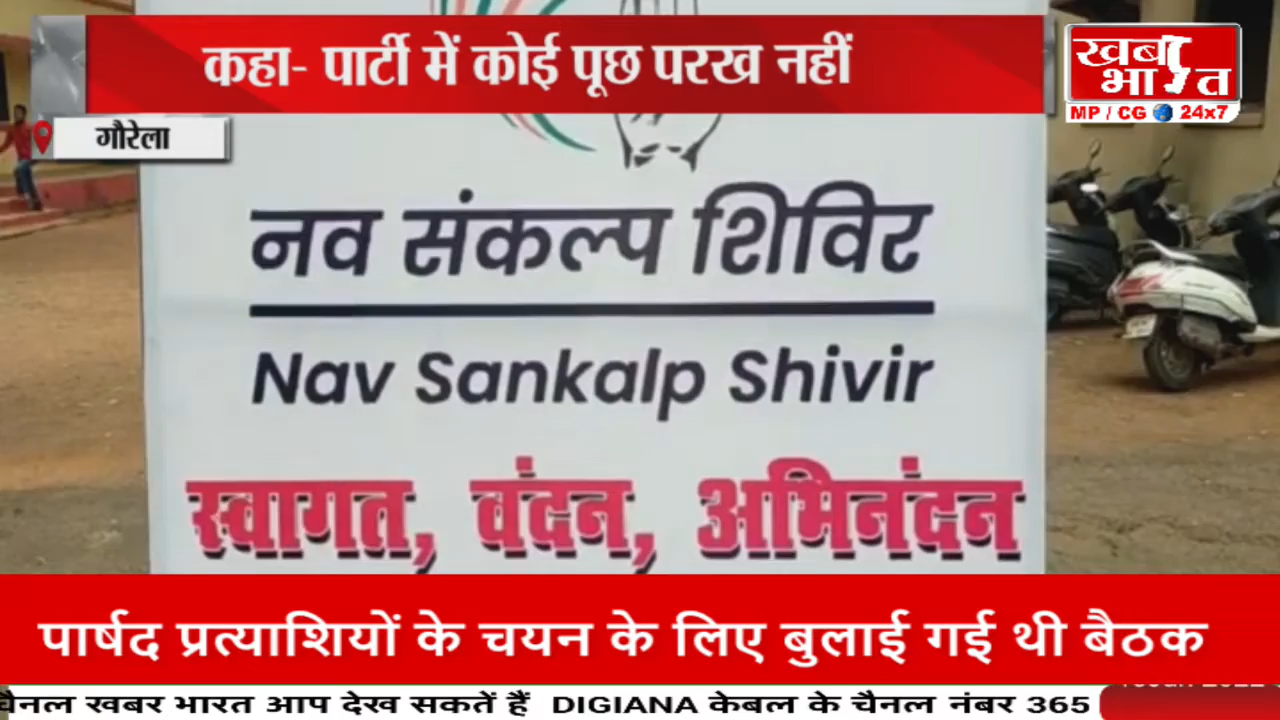 कहा- पार्टी में कोई पूछ परख नहीं
खबर भारत
MP / CG 24x7
गौरेला
नव संकल्प शिविर
Nav Sankalp Shivir
स्वागत, वंदन, अभिनंदन
पार्षद प्रत्याशियों के चयन के लिए बुलाई गई थी बैठक
चैनल खबर भारत आप देख सकतें हैं DIGIANA केबल के चैनल नंबर 365